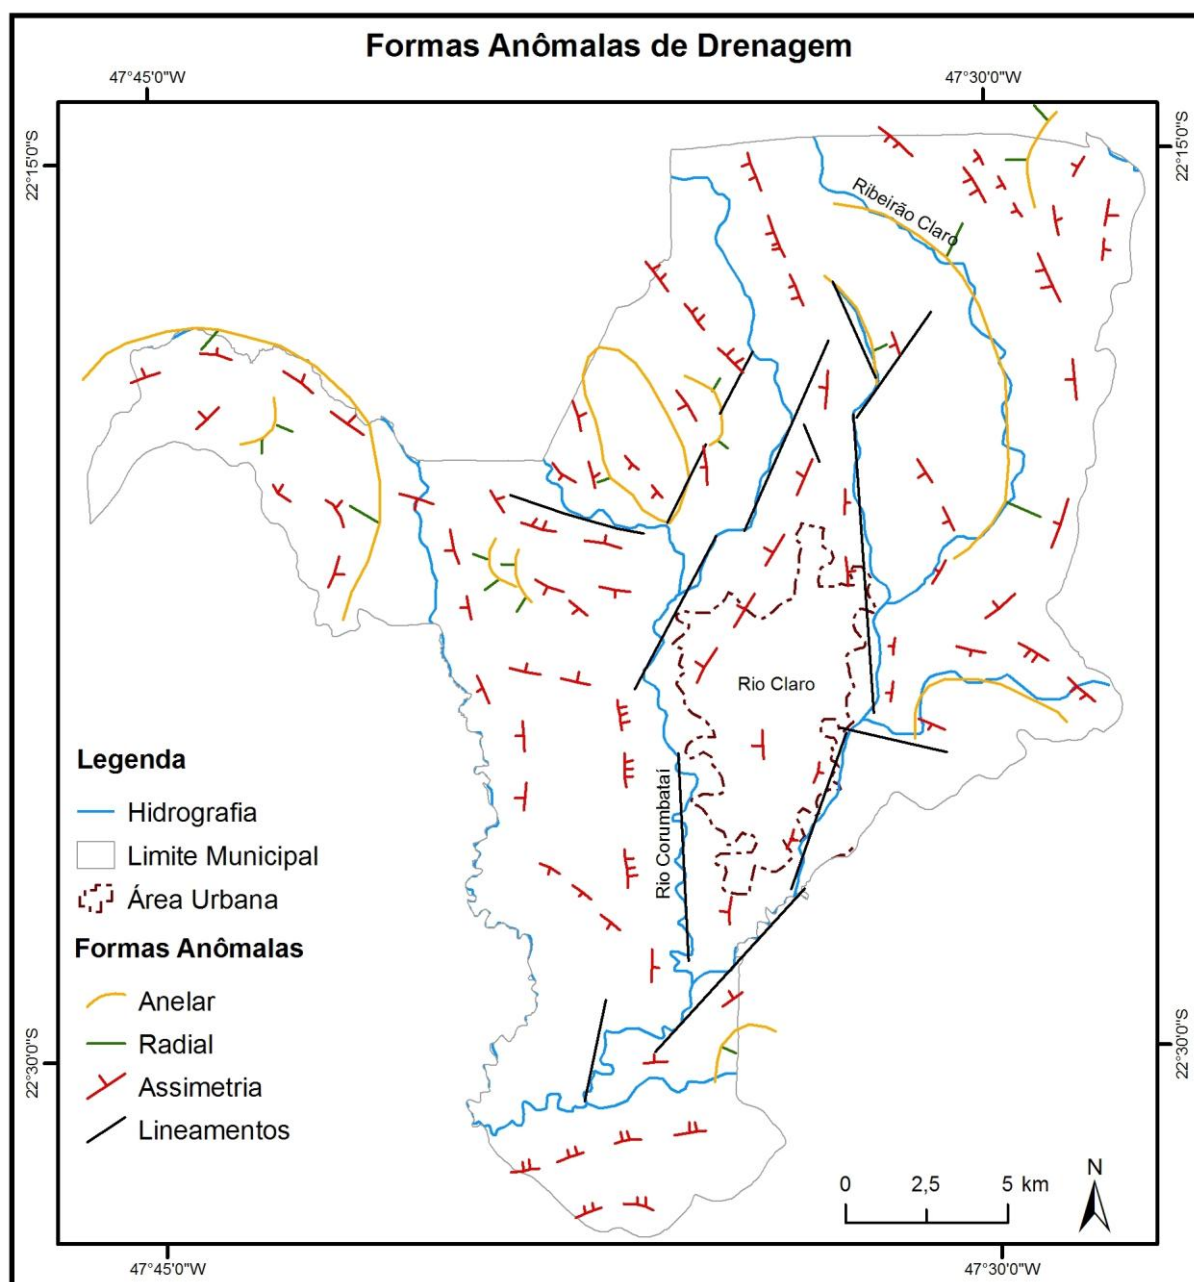 Formas Anômalas de Drenagem
47°45'0"W
47°30'0"W
22°15'0"S
22°15'0"S
Ribeirão Claro
Rio Claro
Rio Corumbataí
Legenda
Hidrografia
Limite Municipal
Área Urbana
Formas Anômalas
Anelar
Radial
Assimetria
Lineamentos
22°30'0"S
22°30'0"S
0 2,5 5 km
N
47°45'0"W
47°30'0"W